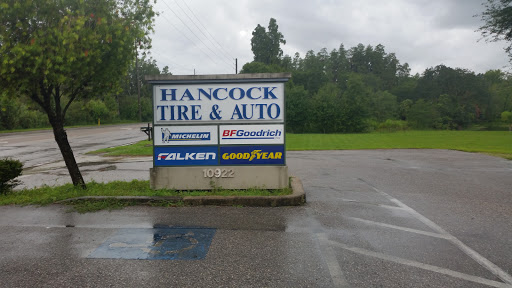 HANCOCK
TIRE & AUTO
MICHELIN BFGoodrich
FALKEN GOODYEAR
10922